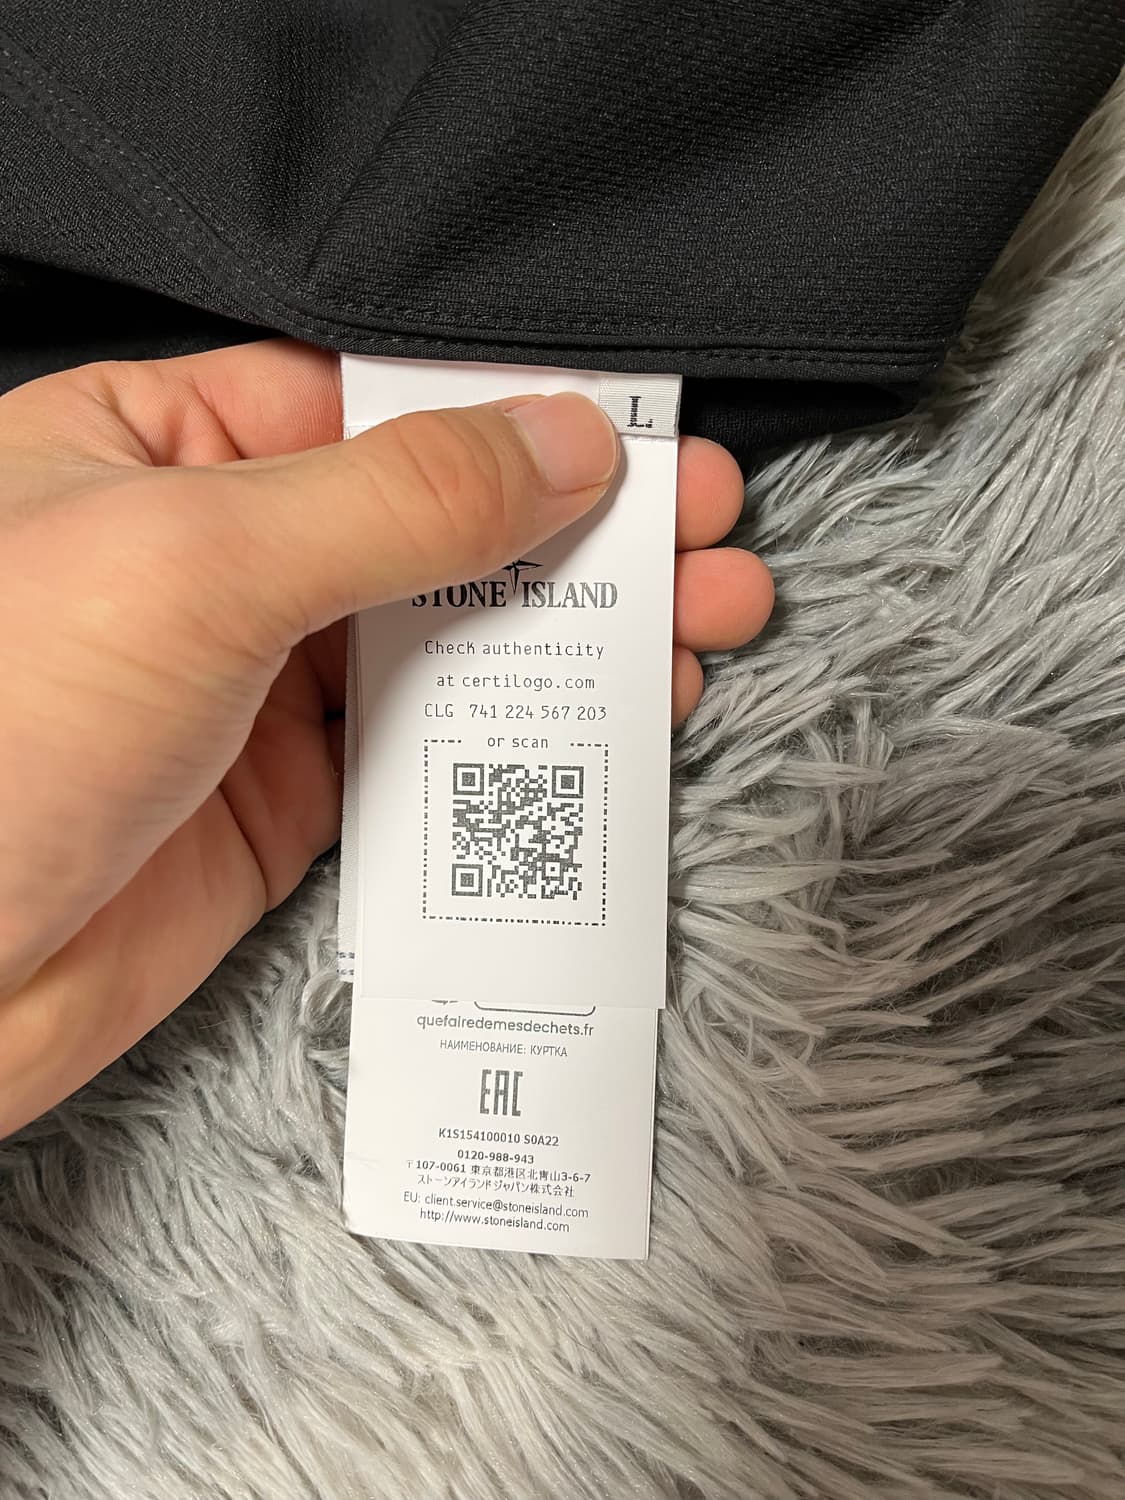 L
STONE ISLAND
Check authenticity
at certilogo.com
CLG 741 224 567 203
or scan
quefairedemesdechets.fr
НАИМЕНОВАНИЕ: КУРТКА
EAC
K1S154100010 S0A22
0120-988-943
〒107-0061 東京都港区北青山3-6-7
ストーンアイランドジャパン株式会社
EU: client.service@stoneisland.com
http://www.stoneisland.com